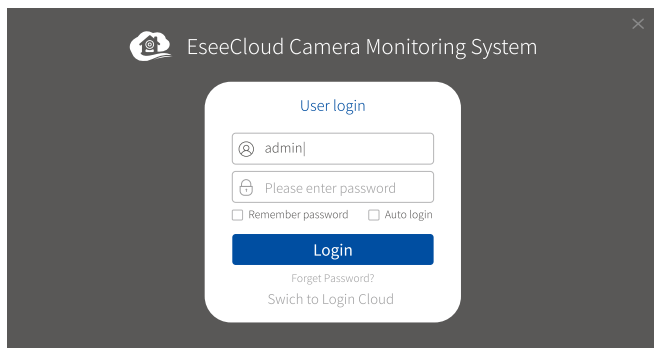 EseeCloud Camera Monitoring System
User login
admin
Please enter password
Remember password Auto login
Login
Forget Password?
Swich to Login Cloud